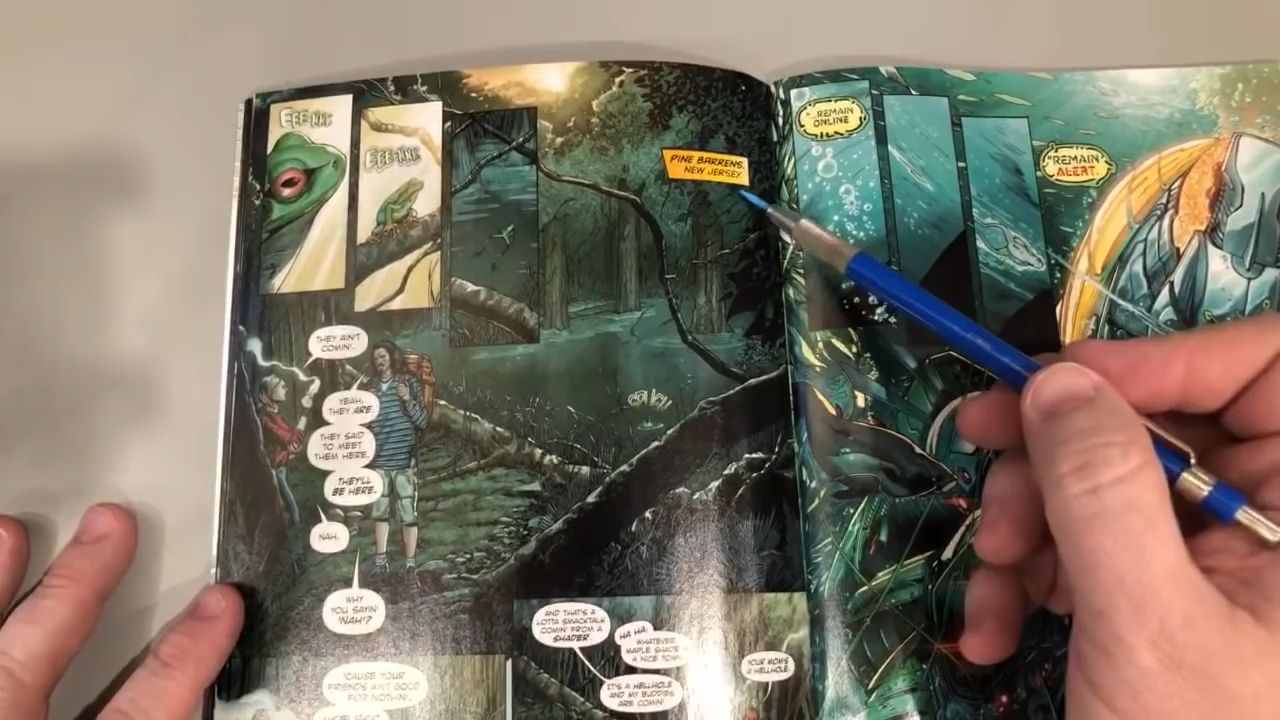 EEE-NNK
EEE-NNK
PINE BARRENS,
NEW JERSEY.
THEY AIN'T
COMIN'.
YEAH,
THEY ARE.
THEY SAID
TO MEET
THEM HERE.
THEY'LL
BE HERE.
NAH.
WHY
YOU SAYIN'
'NAH'?
'CAUSE YOUR
FRIENDS AIN'T GOOD
FOR NOTHIN',
AND THAT'S A
LOTTA SMACKTALK
COMIN' FROM A
SHADER.
HA HA.
WHATEVER.
MAPLE SHADE
A NICE TOWN.
IT'S A HELLHOLE
AND MY BUDDIES
ARE COMIN'.
YOUR MOM'S
A HELLHOLE.
"...REMAIN
ONLINE
"REMAIN
ALERT.